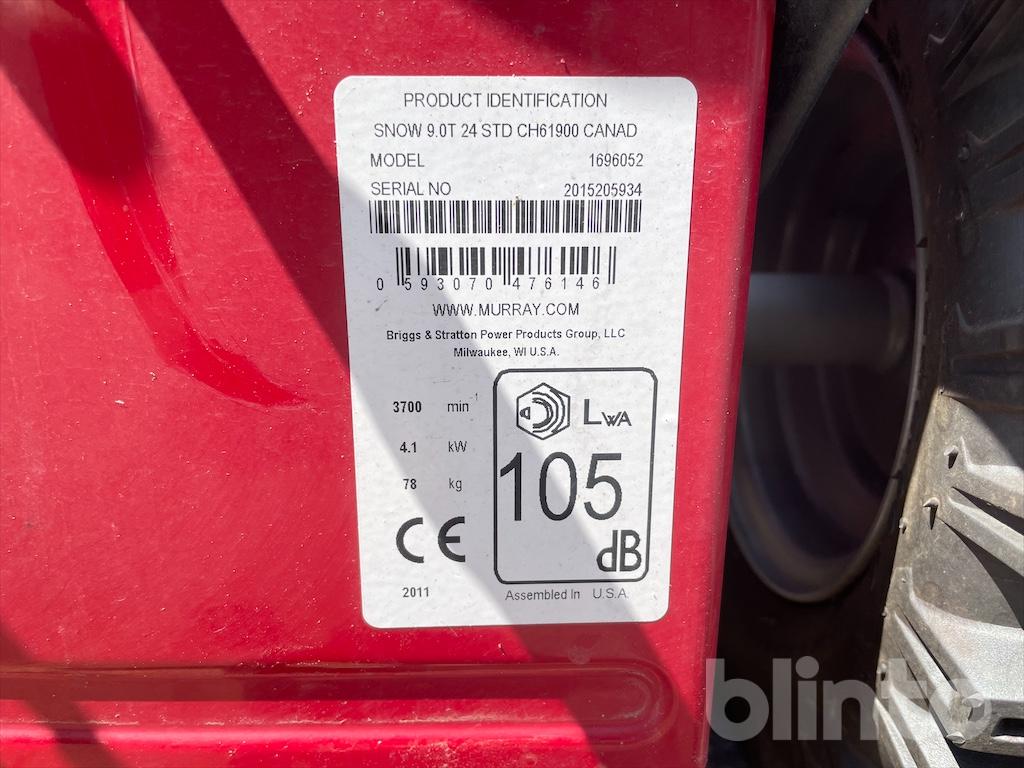 PRODUCT IDENTIFICATION
SNOW 9.0T 24 STD CH61900 CANAD
MODEL 1696052
SERIAL NO 2015205934
0 593070 476146
WWW.MURRAY.COM
Briggs & Stratton Power Products Group, LLC
Milwaukee, WI U.S.A.
3700 min-1
4.1 kW
78 kg
CE
2011
LWA
105
dB
Assembled In U.S.A.
blinto